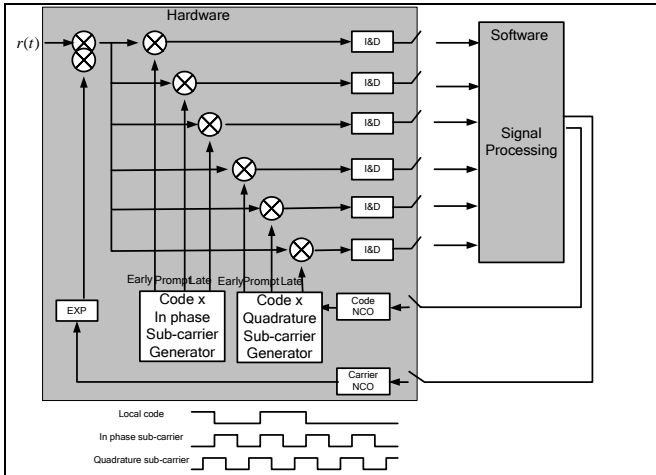 Hardware
r(t)
I&D
Software
I&D
I&D
Signal
Processing
I&D
I&D
I&D
Early Prompt Late
Early Prompt Late
EXP
Code x
In phase
Sub-carrier
Generator
Code x
Quadrature
Sub-carrier
Generator
Code
NCO
Carrier
NCO
Local code
In phase sub-carrier
Quadrature sub-carrier